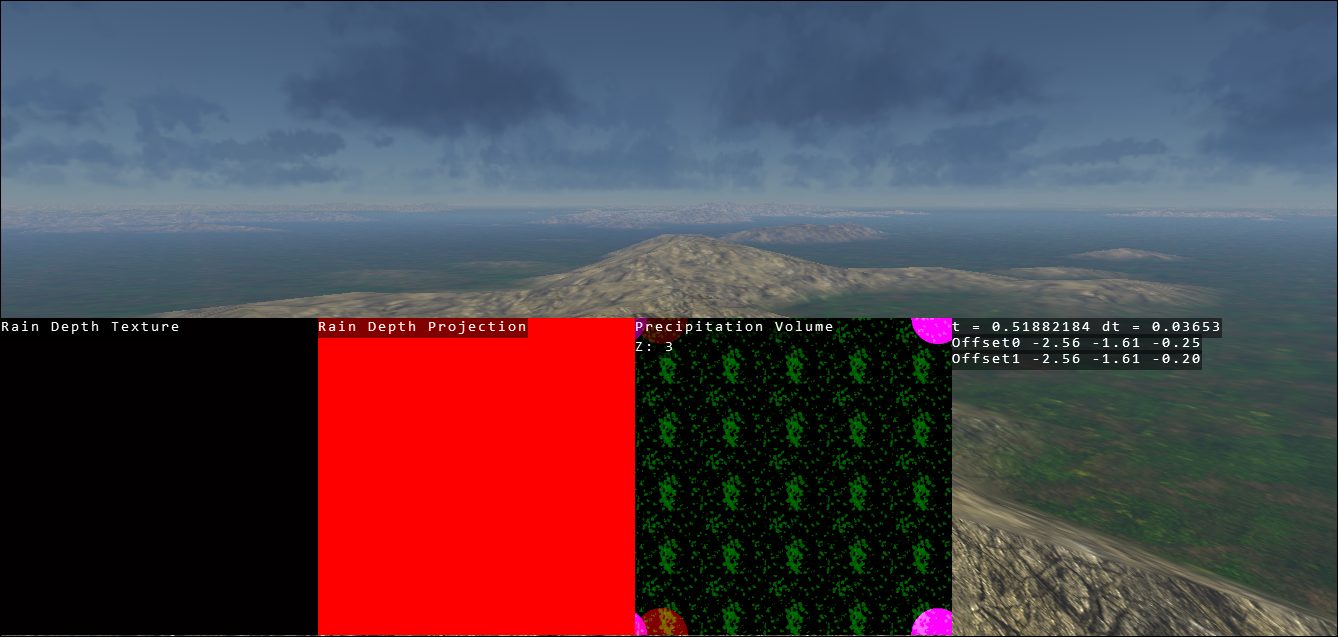 Rain Depth Texture
Rain Depth Projection
Precipitation Volume
Z: 3
t = 0.51882184 dt = 0.03653
Offset0 -2.56 -1.61 -0.25
Offset1 -2.56 -1.61 -0.20